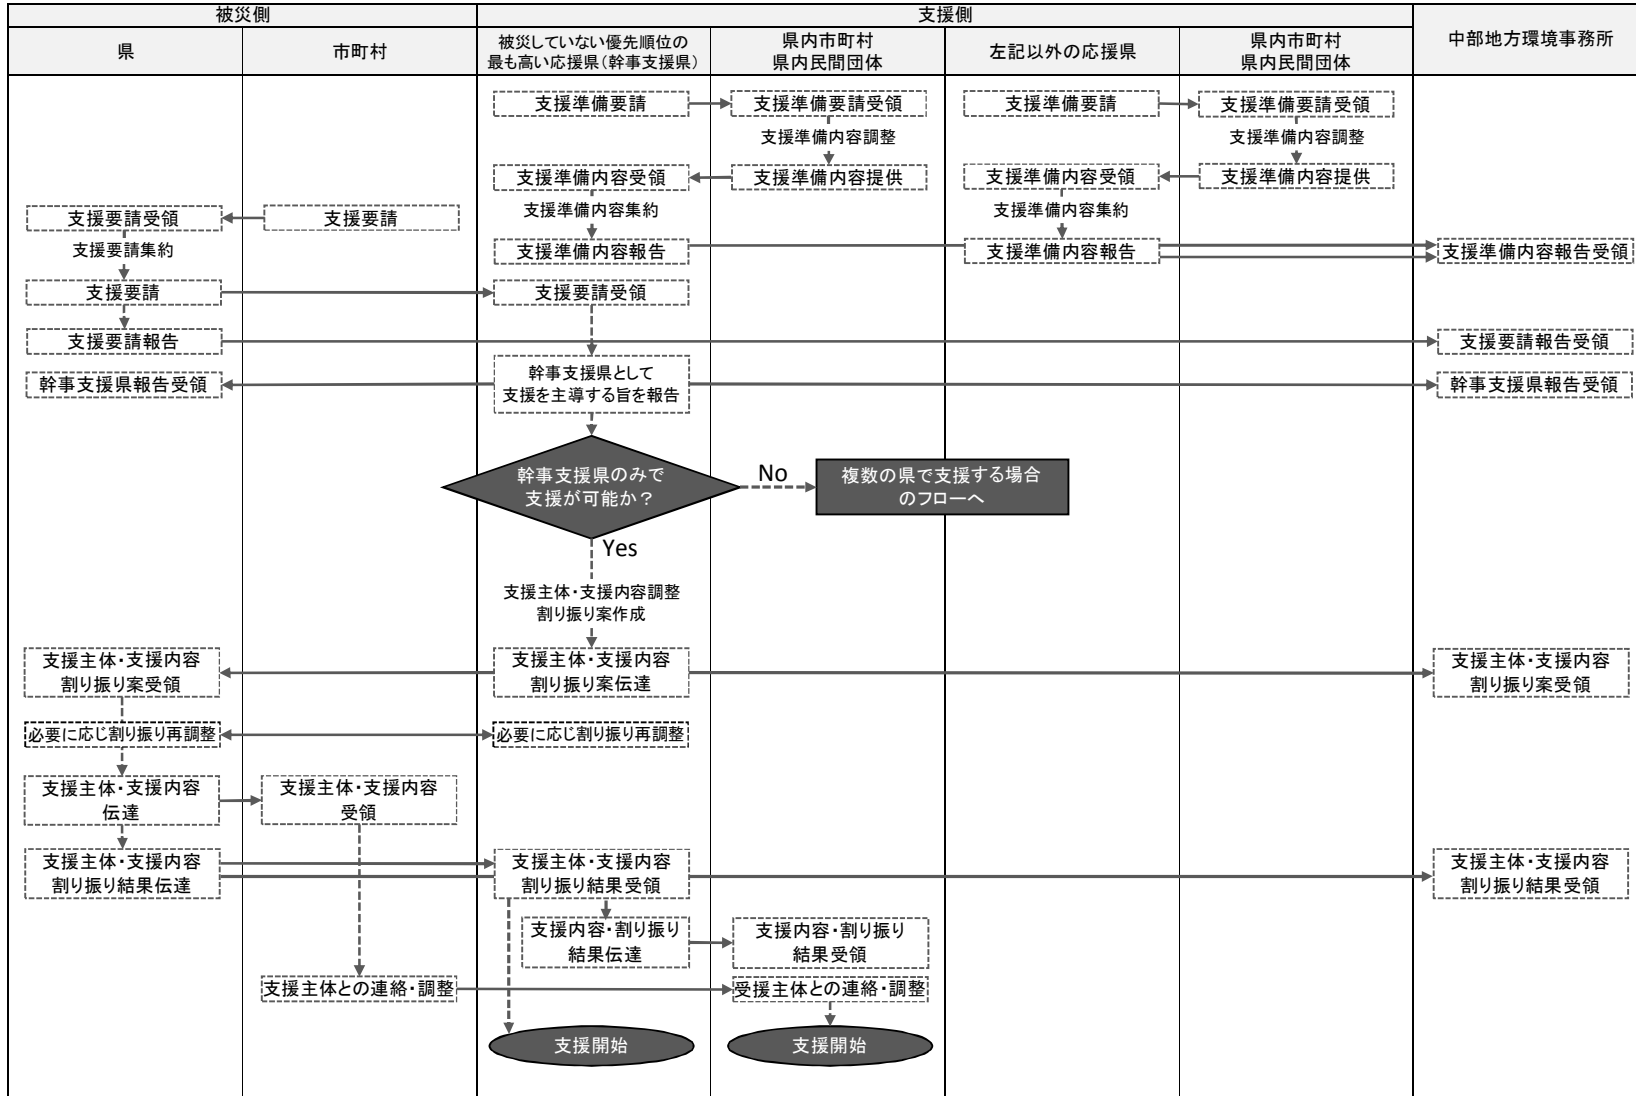 被災側
支援側
中部地方環境事務所
県
市町村
被災していない優先順位の
最も高い応援県（幹事支援県）
県内市町村
県内民間団体
左記以外の応援県
県内市町村
県内民間団体
支援準備要請
支援準備要請受領
支援準備要請
支援準備要請受領
支援準備内容調整
支援準備内容調整
支援準備内容受領
支援準備内容提供
支援準備内容受領
支援準備内容提供
支援要請受領
支援要請
支援準備内容集約
支援準備内容集約
支援要請集約
支援準備内容報告
支援準備内容報告
支援準備内容報告受領
支援要請
支援要請受領
支援要請報告
支援要請報告受領
幹事支援県報告受領
幹事支援県として
支援を主導する旨を報告
幹事支援県報告受領
幹事支援県のみで
支援が可能か？
No
複数の県で支援する場合
のフローへ
Yes
支援主体・支援内容調整
割り振り案作成
支援主体・支援内容
割り振り案受領
支援主体・支援内容
割り振り案伝達
支援主体・支援内容
割り振り案受領
必要に応じ割り振り再調整
必要に応じ割り振り再調整
支援主体・支援内容
伝達
支援主体・支援内容
受領
支援主体・支援内容
割り振り結果伝達
支援主体・支援内容
割り振り結果受領
支援主体・支援内容
割り振り結果受領
支援内容・割り振り
結果伝達
支援内容・割り振り
結果受領
支援主体との連絡・調整
受援主体との連絡・調整
支援開始
支援開始